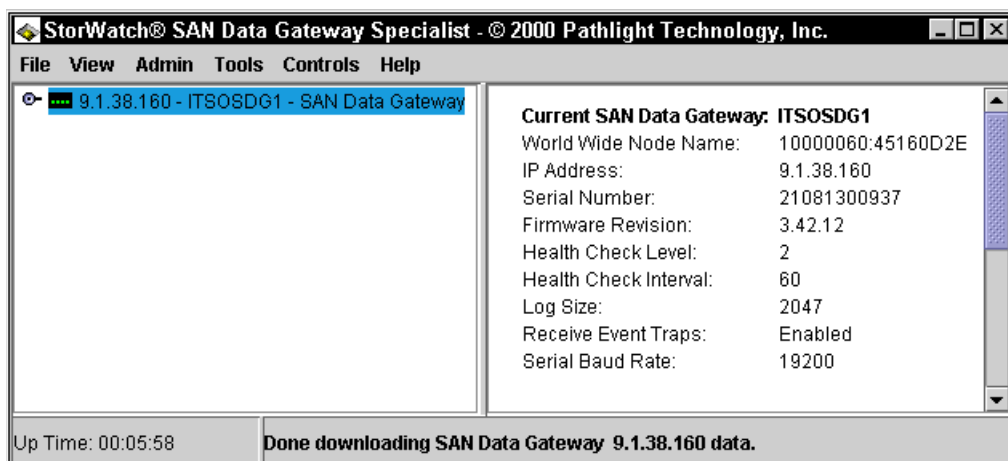 StorWatch® SAN Data Gateway Specialist - © 2000 Pathlight Technology, Inc.
File View Admin Tools Controls Help
9.1.38.160 - ITSOSDG1 - SAN Data Gateway
Current SAN Data Gateway: ITSOSDG1
World Wide Node Name: 10000060:45160D2E
IP Address: 9.1.38.160
Serial Number: 21081300937
Firmware Revision: 3.42.12
Health Check Level: 2
Health Check Interval: 60
Log Size: 2047
Receive Event Traps: Enabled
Serial Baud Rate: 19200
Up Time: 00:05:58
Done downloading SAN Data Gateway 9.1.38.160 data.